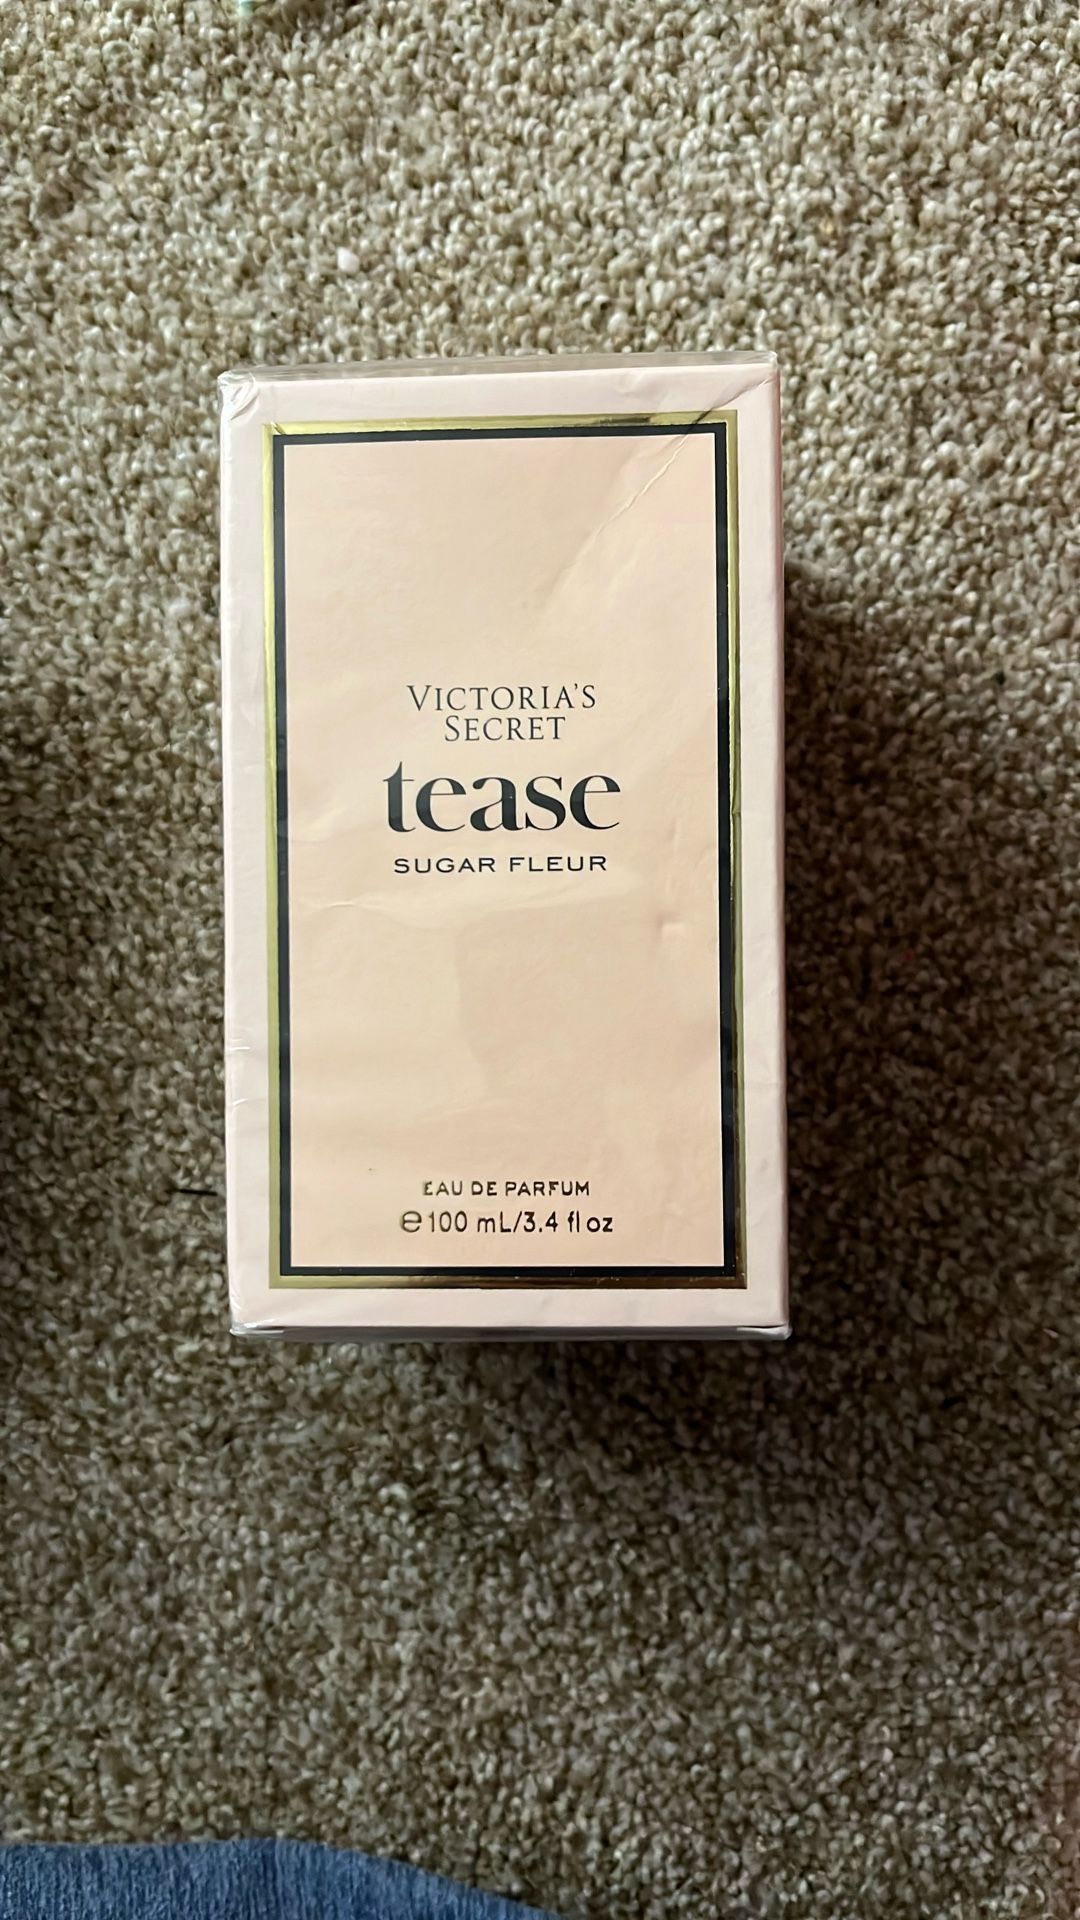 VICTORIA'S
SECRET
tease
SUGAR FLEUR
EAU DE PARFUM
℮100 mL/3.4 fl oz